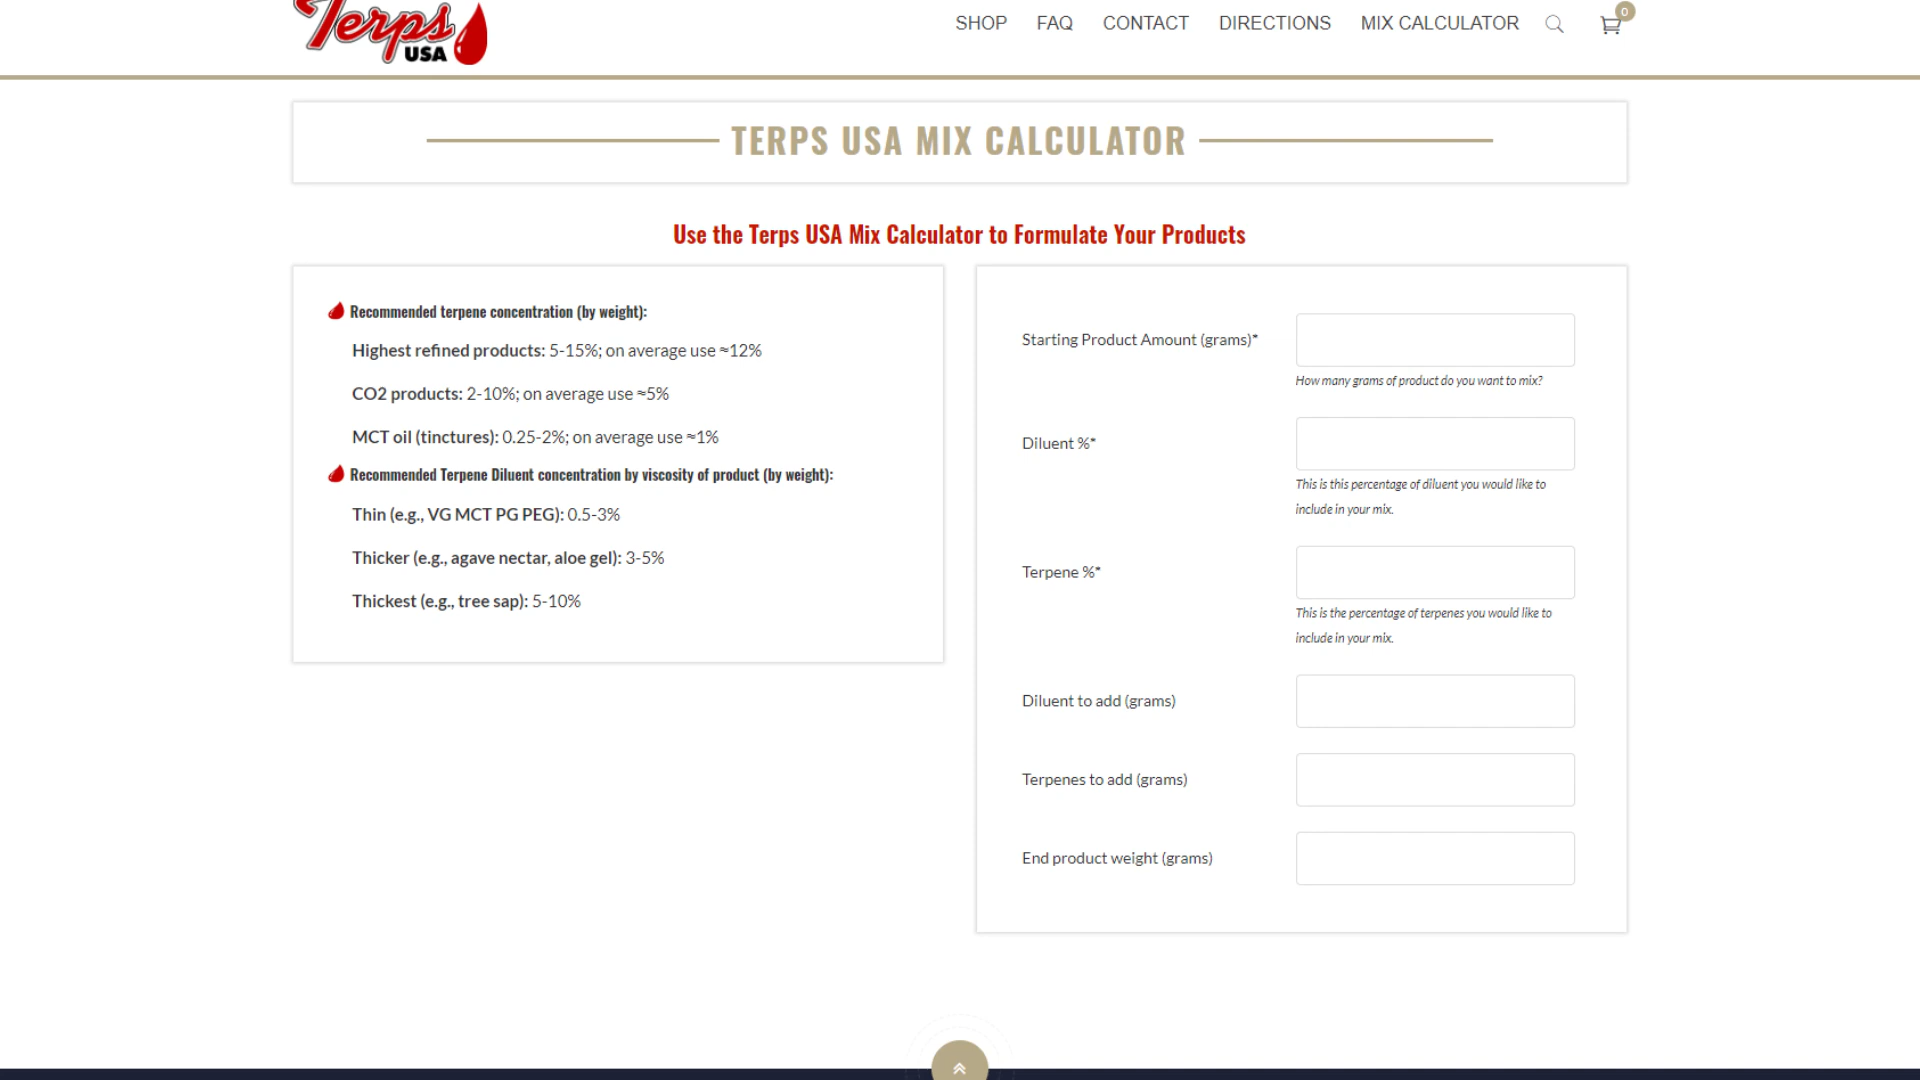 Terps
USA
SHOP FAQ CONTACT DIRECTIONS MIX CALCULATOR
0
TERPS USA MIX CALCULATOR
Use the Terps USA Mix Calculator to Formulate Your Products
Recommended terpene concentration (by weight):
Highest refined products: 5-15%; on average use ≈12%
CO2 products: 2-10%; on average use ≈5%
MCT oil (tinctures): 0.25-2%; on average use ≈1%
Recommended Terpene Diluent concentration by viscosity of product (by weight):
Thin (e.g., VG MCT PG PEG): 0.5-3%
Thicker (e.g., agave nectar, aloe gel): 3-5%
Thickest (e.g., tree sap): 5-10%
Starting Product Amount (grams)*
How many grams of product do you want to mix?
Diluent %*
This is this percentage of diluent you would like to
include in your mix.
Terpene %*
This is the percentage of terpenes you would like to
include in your mix.
Diluent to add (grams)
Terpenes to add (grams)
End product weight (grams)